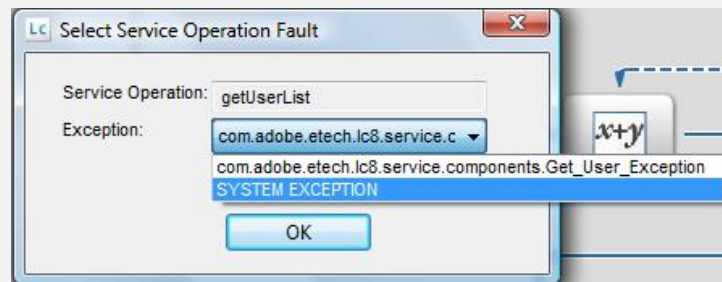 Lc Select Service Operation Fault
Service Operation: getUserList
Exception: com.adobe.etech.lc8.service.c
x+y
com.adobe.etech.lc8.service.components.Get_User_Exception
SYSTEM EXCEPTION
OK